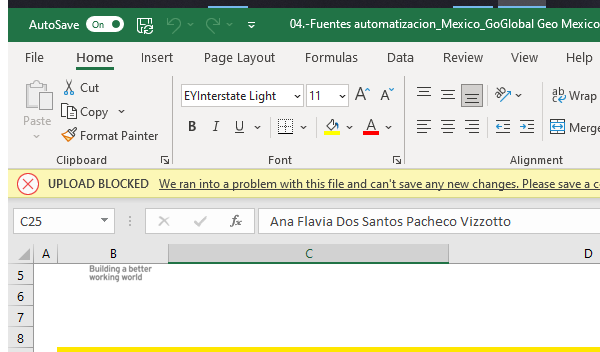 AutoSave On 04.-Fuentes automatizacion_Mexico_GoGlobal Geo Mexico
File Home Insert Page Layout Formulas Data Review View Help
Cut EYInterstate Light 11 A A ab Wrap
Paste Copy B I U A Merge
Format Painter
Clipboard Font Alignment
UPLOAD BLOCKED We ran into a problem with this file and can't save any new changes. Please save a c
C25 fx Ana Flavia Dos Santos Pacheco Vizzotto
A B C D
5 Building a better
working world
6
7
8